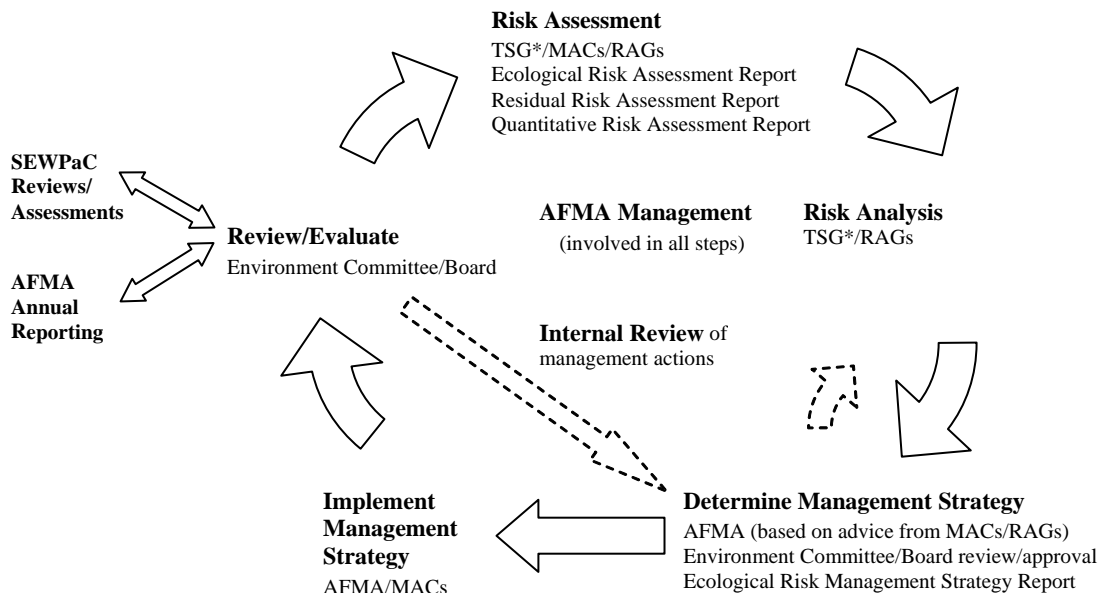 Risk Assessment
TSG*/MACs/RAGs
Ecological Risk Assessment Report
Residual Risk Assessment Report
Quantitative Risk Assessment Report
SEWPaC
Reviews/
Assessments
AFMA
Annual
Reporting
Review/Evaluate
Environment Committee/Board
AFMA Management
(involved in all steps)
Risk Analysis
TSG*/RAGs
Internal Review of
management actions
Implement
Management
Strategy
AFMA/MACs
Determine Management Strategy
AFMA (based on advice from MACs/RAGs)
Environment Committee/Board review/approval
Ecological Risk Management Strategy Report